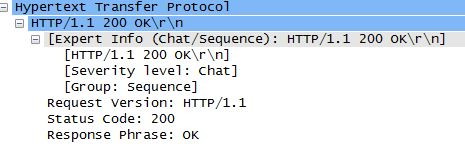 Hypertext Transfer Protocol
HTTP/1.1 200 OK\r\n
[Expert Info (Chat/Sequence): HTTP/1.1 200 OK\r\n]
[HTTP/1.1 200 OK\r\n]
[Severity level: Chat]
[Group: Sequence]
Request Version: HTTP/1.1
Status Code: 200
Response Phrase: OK